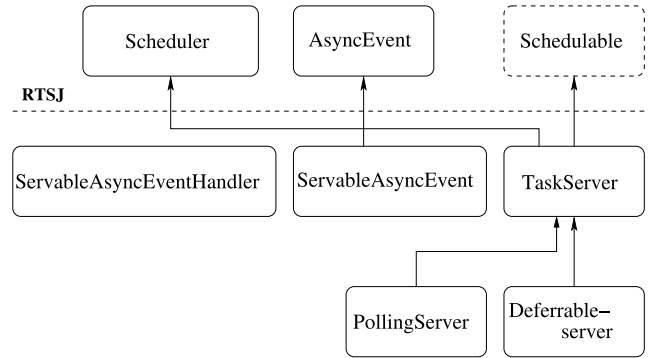 Scheduler
AsyncEvent
Schedulable
RTSJ
ServableAsyncEventHandler
ServableAsyncEvent
TaskServer
PollingServer
Deferrable–
server